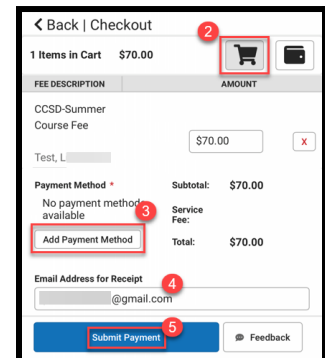 < Back | Checkout
2
1 Items in Cart $70.00
FEE DESCRIPTION AMOUNT
CCSD-Summer
Course Fee
$70.00 X
Test, L
Payment Method * Subtotal: $70.00
No payment method
available
3
Service
Fee:
Add Payment Method Total: $70.00
Email Address for Receipt
4
@gmail.com
5
Submit Payment Feedback